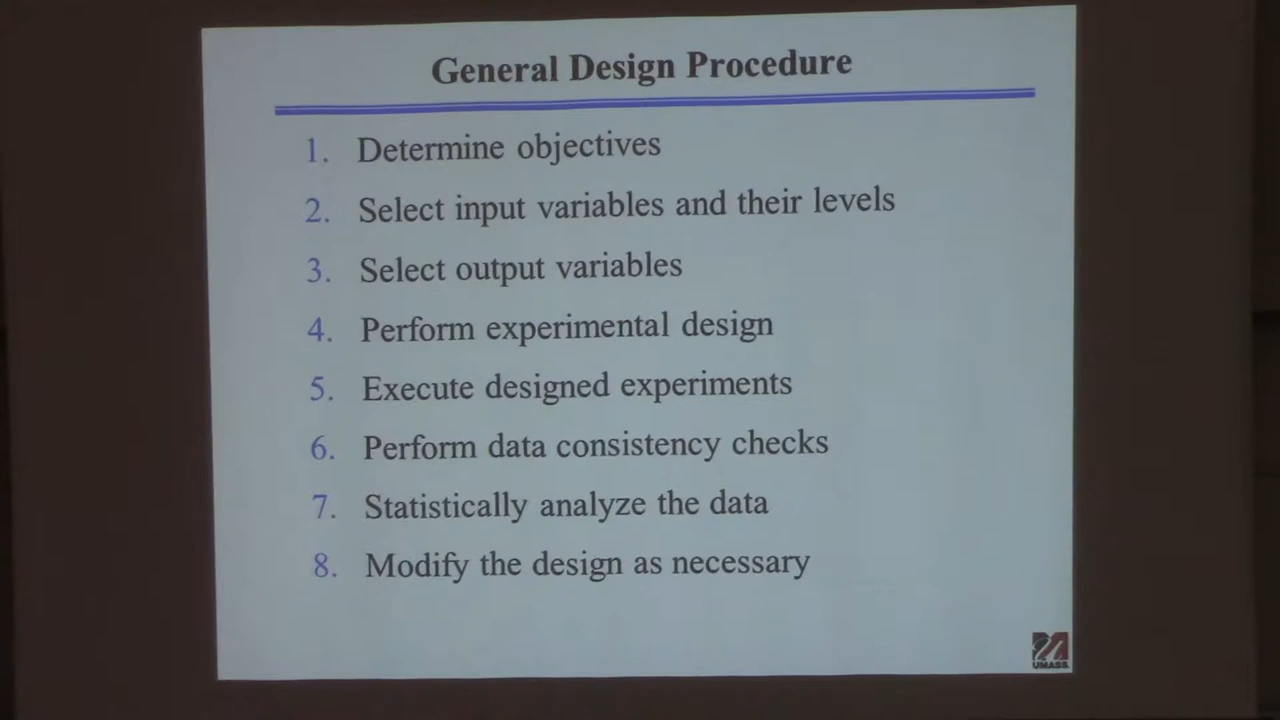 General Design Procedure
1. Determine objectives
2. Select input variables and their levels
3. Select output variables
4. Perform experimental design
5. Execute designed experiments
6. Perform data consistency checks
7. Statistically analyze the data
8. Modify the design as necessary
UMASS